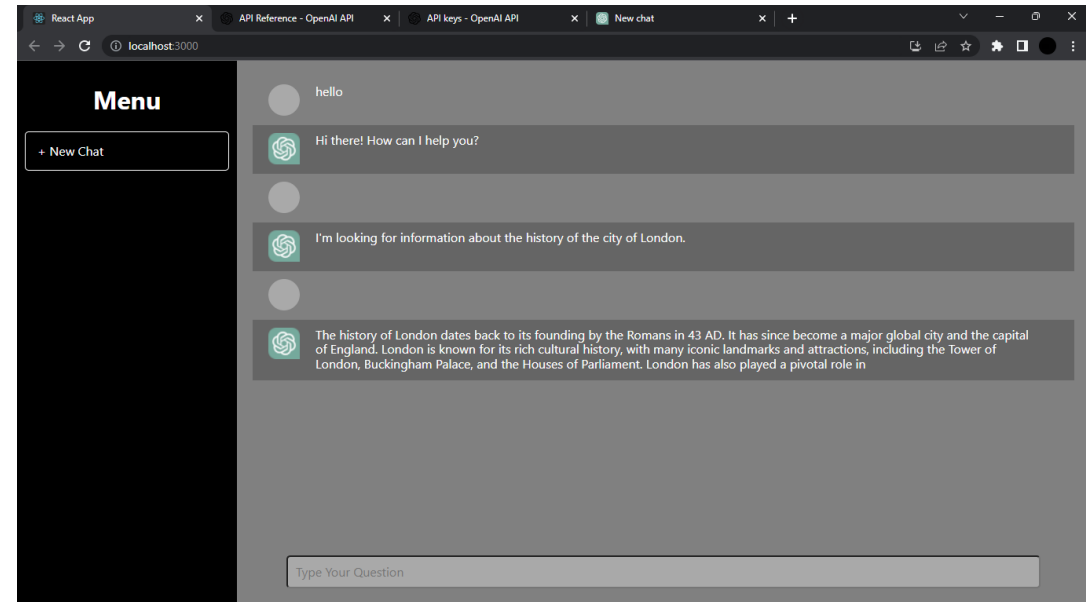 React App
API Reference - OpenAI API
API keys - OpenAI API
New chat
localhost:3000
Menu
+ New Chat
hello
Hi there! How can I help you?
I'm looking for information about the history of the city of London.
The history of London dates back to its founding by the Romans in 43 AD. It has since become a major global city and the capital
of England. London is known for its rich cultural history, with many iconic landmarks and attractions, including the Tower of
London, Buckingham Palace, and the Houses of Parliament. London has also played a pivotal role in
Type Your Question